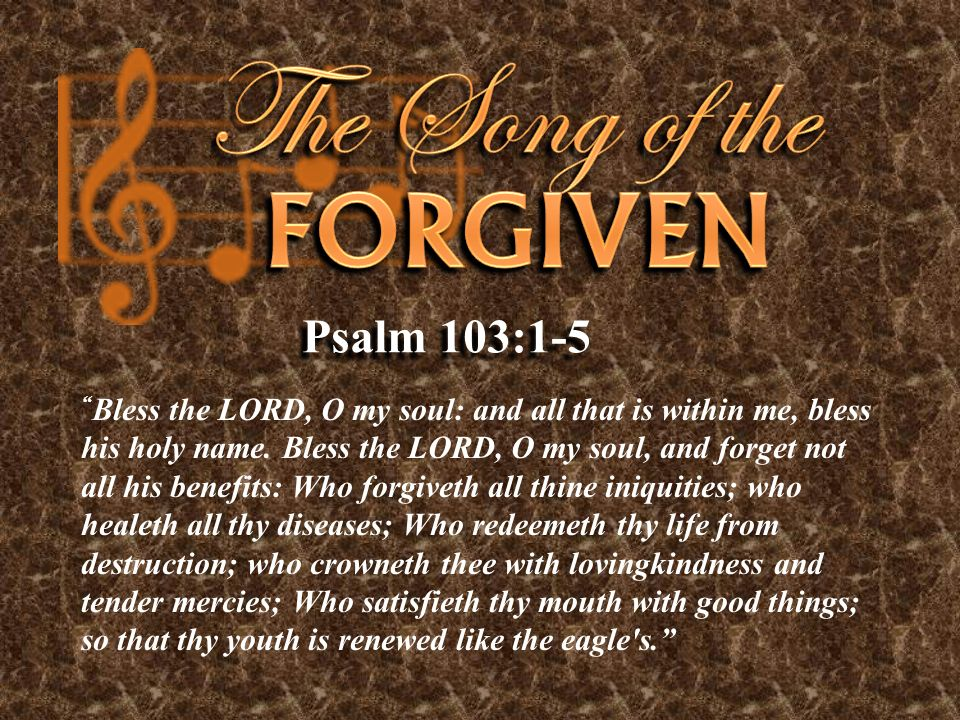 The Song of the
FORGIVEN
Psalm 103:1-5
“Bless the LORD, O my soul: and all that is within me, bless
his holy name. Bless the LORD, O my soul, and forget not
all his benefits: Who forgiveth all thine iniquities; who
healeth all thy diseases; Who redeemeth thy life from
destruction; who crowneth thee with lovingkindness and
tender mercies; Who satisfieth thy mouth with good things;
so that thy youth is renewed like the eagle's.”